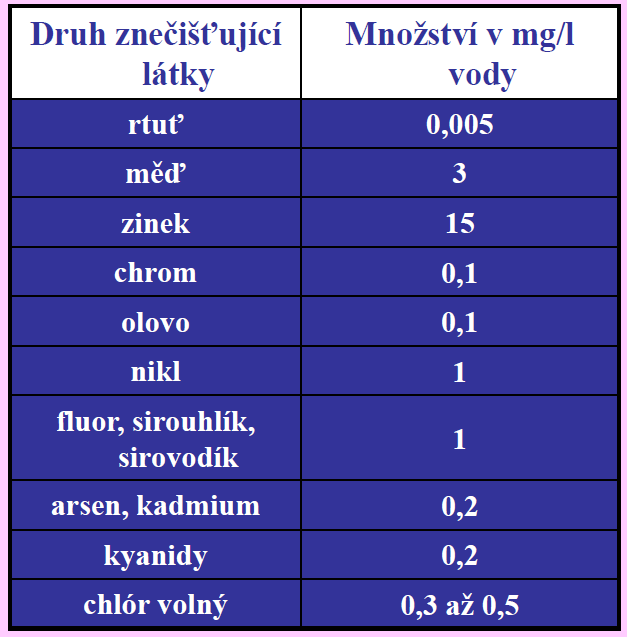 Druh znečišťující
látky
Množství v mg/l
vody
rtuť
0,005
měď
3
zinek
15
chrom
0,1
olovo
0,1
nikl
1
fluor, sirouhlík,
sirovodík
1
arsen, kadmium
0,2
kyanidy
0,2
chlór volný
0,3 až 0,5